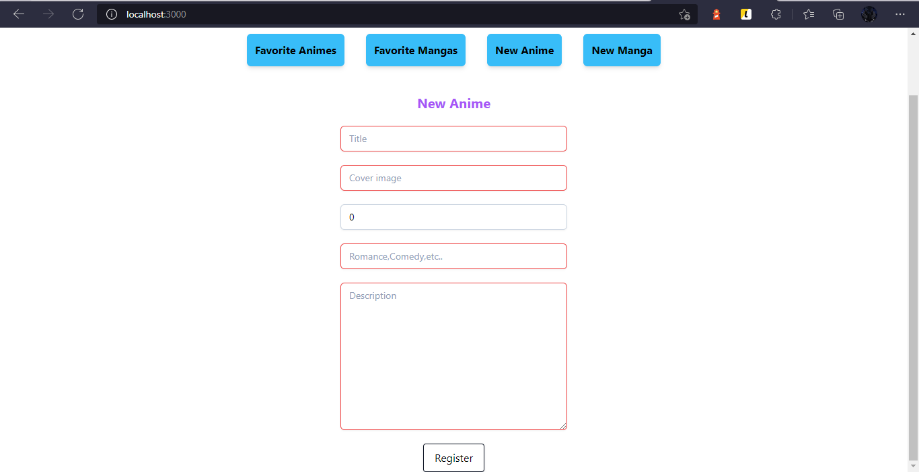 localhost:3000
Favorite Animes Favorite Mangas New Anime New Manga
New Anime
Title
Cover image
0
Romance,Comedy,etc..
Description
Register